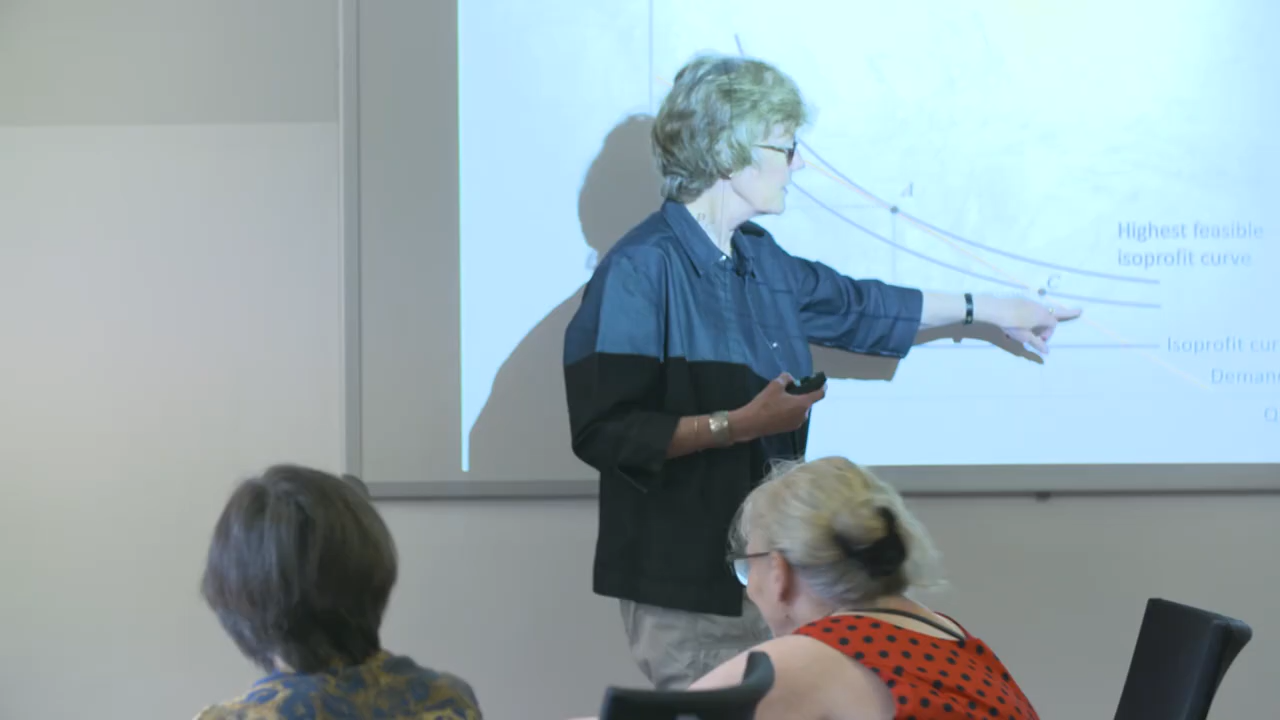 A
Highest feasible
isoprofit curve
C
Isoprofit cur
Deman
Q